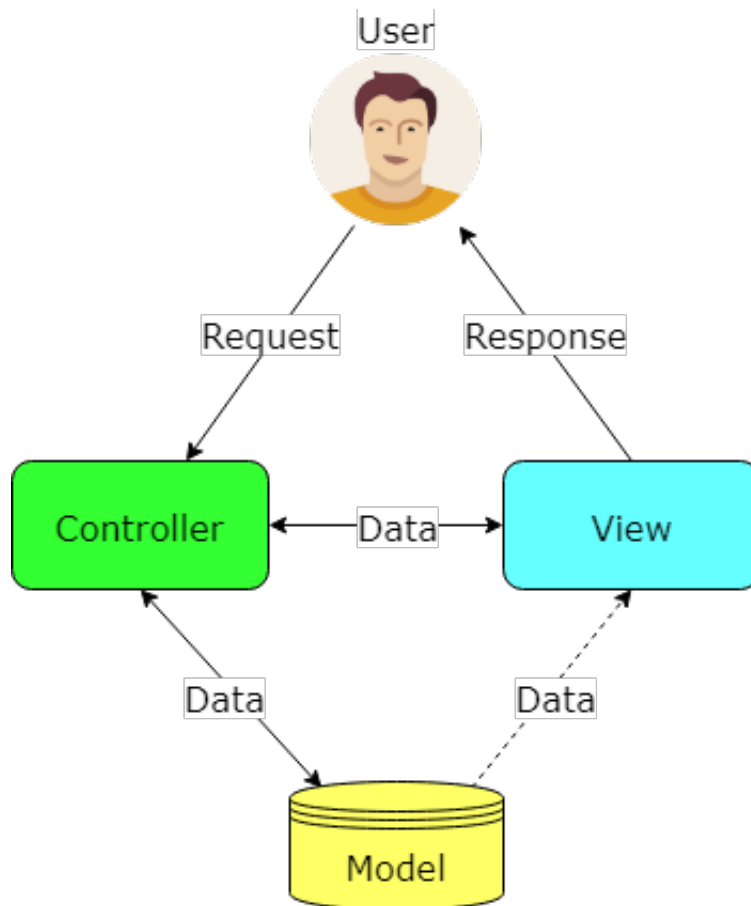 User
Request
Response
Controller
Data
View
Data
Data
Model